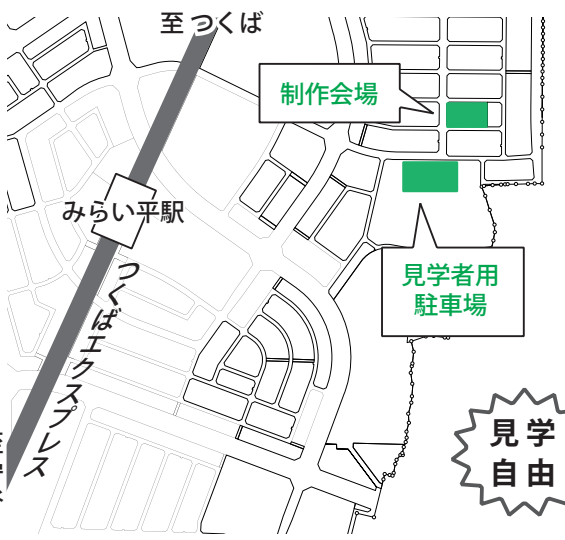 至 つくば
制作会場
みらい平駅
見学者用
駐車場
つくばエクスプレス
見学
自由